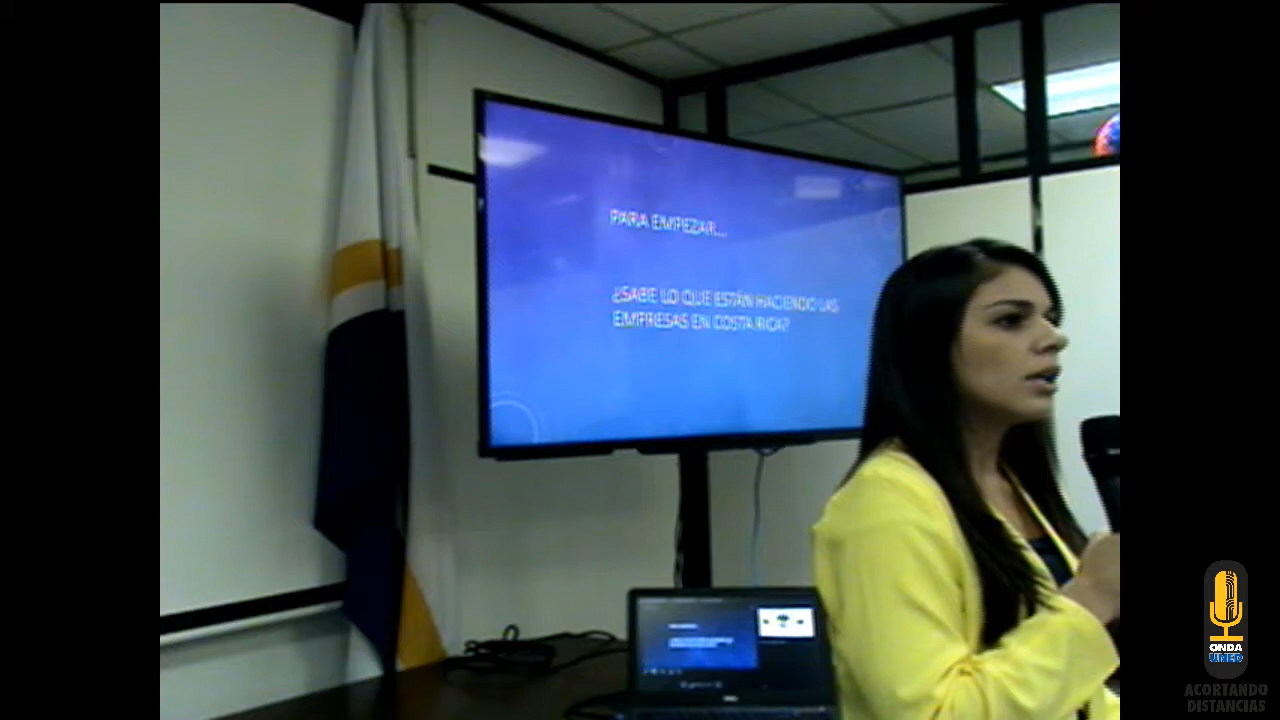 PARA EMPEZAR...
¿SABE LO QUE ESTÁN HACIENDO LAS
EMPRESAS EN COSTA RICA?
ONDA
UNED
ACORTANDO
DISTANCIAS